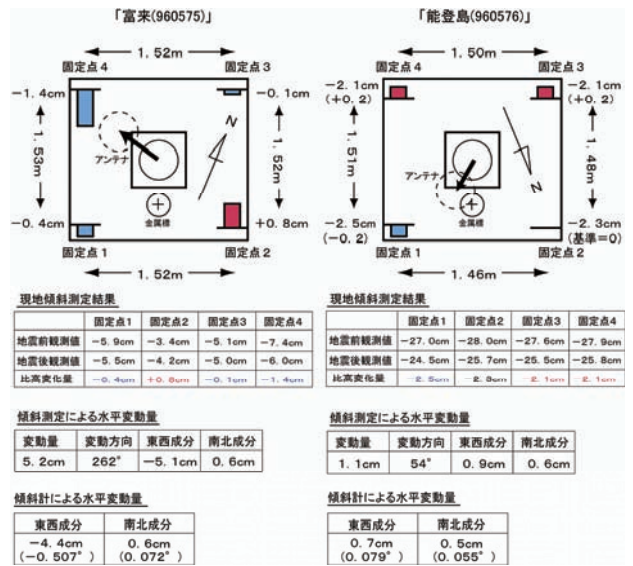 「富来(960575)」
1. 52m
固定点4
固定点3
-1. 4cm
-0. 1cm
N
アンテナ
1. 53m
1. 52m
金属標
-0. 4cm
+0. 8cm
固定点1
固定点2
1. 52m
現地傾斜測定結果
固定点1 固定点2 固定点3 固定点4
地震前観測値 -5. 9cm -3. 4cm -5. 1cm -7. 4cm
地震後観測値 -5. 5cm -4. 2cm -5. 0cm -6. 0cm
比高変化量 -0. 4cm +0. 8cm -0. 1cm -1. 4cm
傾斜測定による水平変動量
変動量 変動方向 東西成分 南北成分
5. 2cm 262° -5. 1cm 0. 6cm
傾斜計による水平変動量
東西成分 南北成分
-4. 4cm 0. 6cm
(-0. 507°) (0. 072°)
「能登島(960576)」
1. 50m
固定点4
固定点3
-2. 1cm
(+0. 2)
-2. 1cm
(+0. 2)
アンテナ
N
1. 51m
1. 48m
金属標
-2. 5cm
(-0. 2)
-2. 3cm
(基準=0)
固定点1
固定点2
1. 46m
現地傾斜測定結果
固定点1 固定点2 固定点3 固定点4
地震前観測値 -27. 0cm -28. 0cm -27. 6cm -27. 9cm
地震後観測値 -24. 5cm -25. 7cm -25. 5cm -25. 8cm
比高変化量 -2. 5cm -2. 3cm -2. 1cm -2. 1cm
傾斜測定による水平変動量
変動量 変動方向 東西成分 南北成分
1. 1cm 54° 0. 9cm 0. 6cm
傾斜計による水平変動量
東西成分 南北成分
0. 7cm 0. 5cm
(0. 079°) (0. 055°)